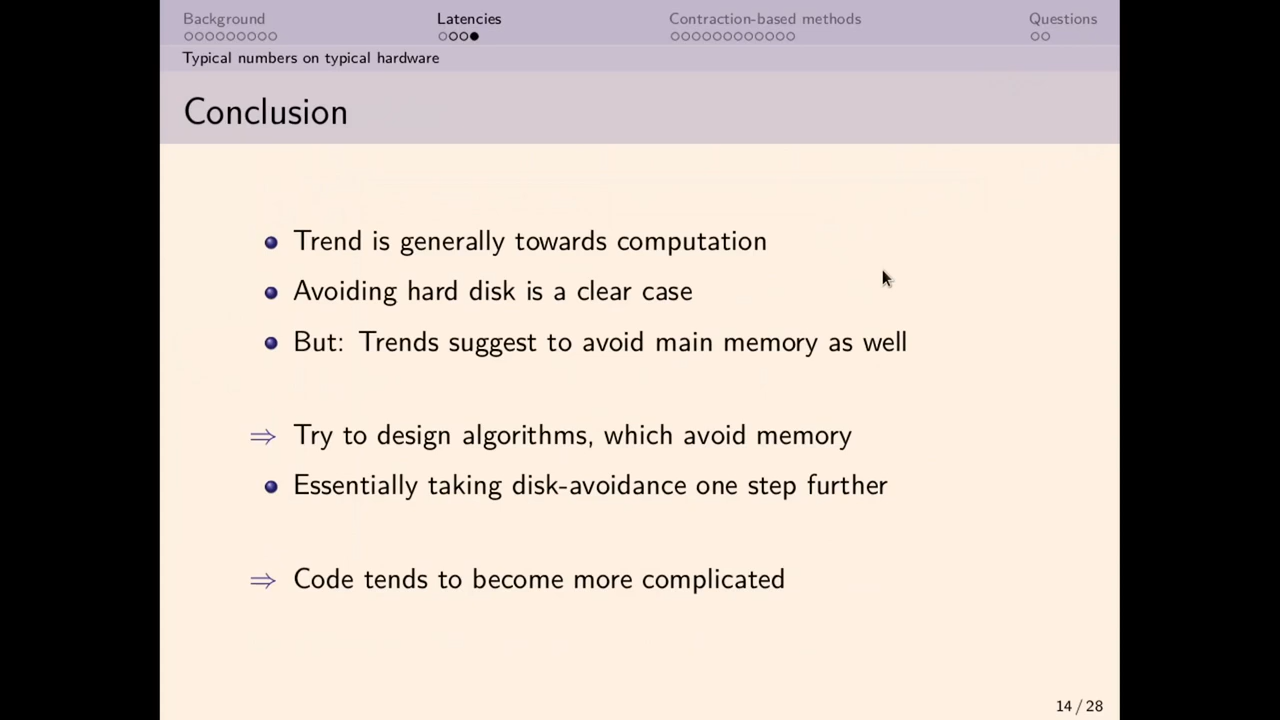 Background Latencies Contraction-based methods Questions
Typical numbers on typical hardware
Conclusion
Trend is generally towards computation
Avoiding hard disk is a clear case
But: Trends suggest to avoid main memory as well
⇒ Try to design algorithms, which avoid memory
Essentially taking disk-avoidance one step further
⇒ Code tends to become more complicated
14 / 28